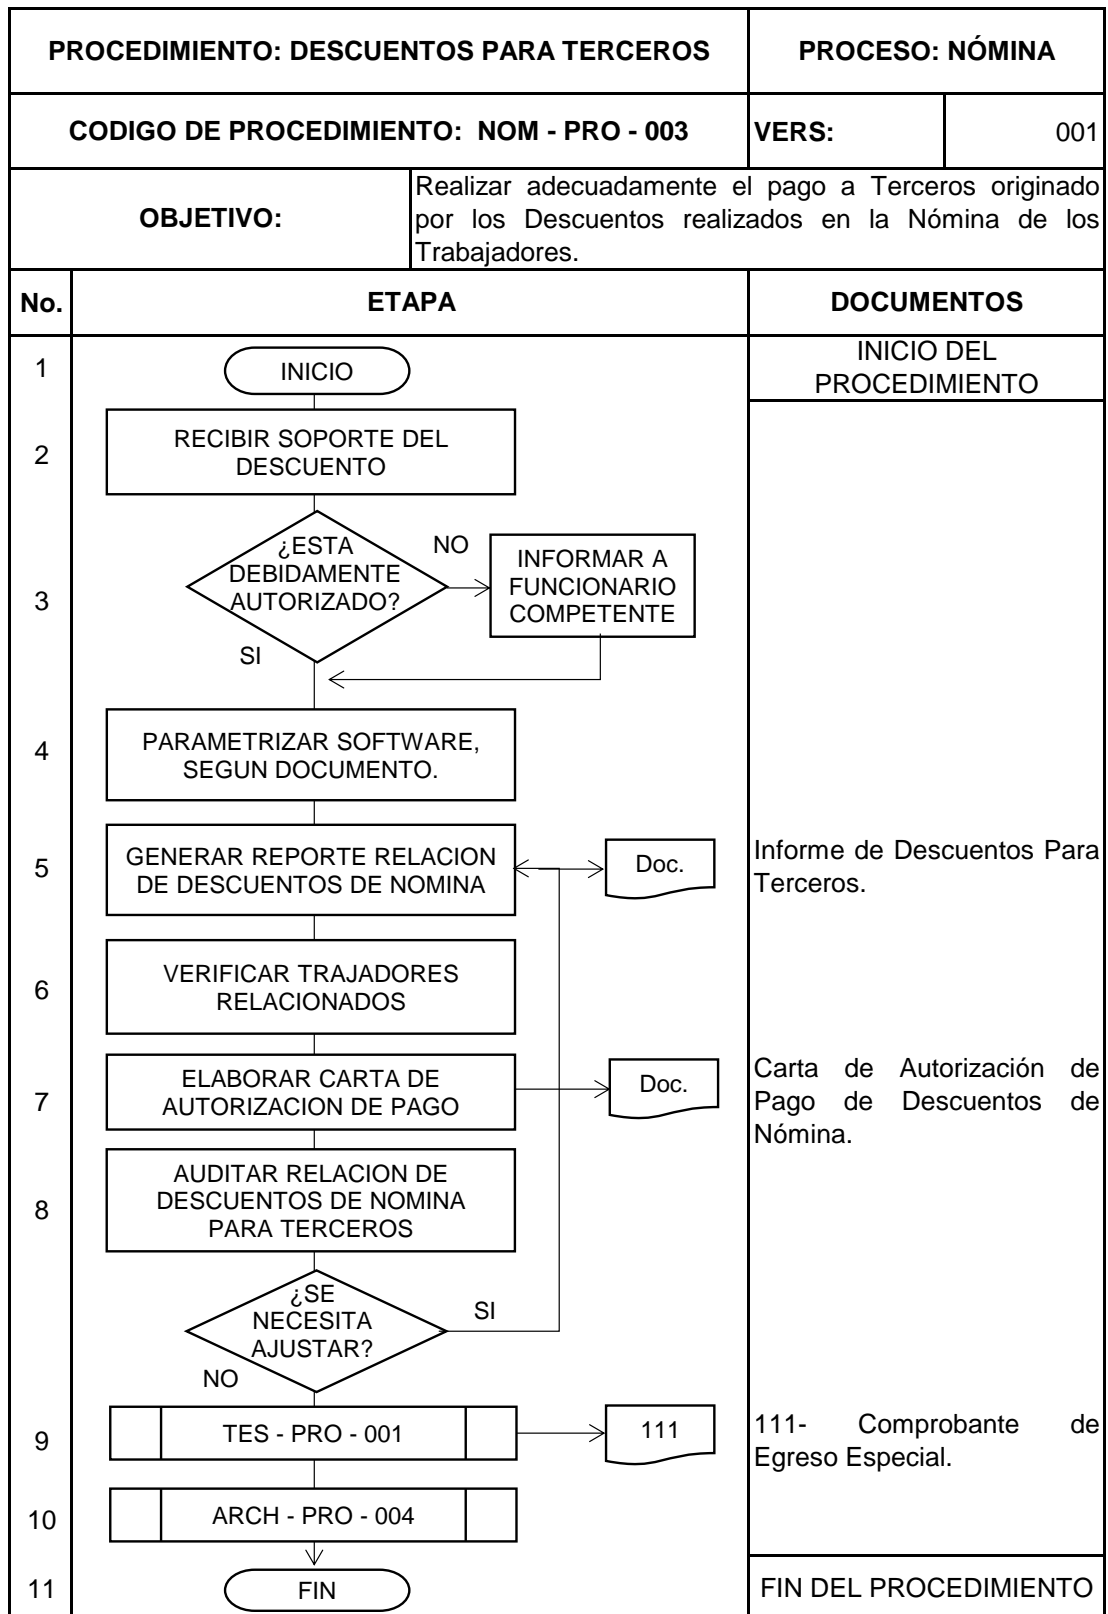 PROCEDIMIENTO: DESCUENTOS PARA TERCEROS
PROCESO: NÓMINA
CODIGO DE PROCEDIMIENTO: NOM - PRO - 003
VERS:
001
OBJETIVO:
Realizar adecuadamente el pago a Terceros originado
por los Descuentos realizados en la Nómina de los
Trabajadores.
No.
ETAPA
DOCUMENTOS
1
INICIO
INICIO DEL
PROCEDIMIENTO
2
RECIBIR SOPORTE DEL
DESCUENTO
3
¿ESTA
DEBIDAMENTE
AUTORIZADO?
NO
INFORMAR A
FUNCIONARIO
COMPETENTE
SI
4
PARAMETRIZAR SOFTWARE,
SEGUN DOCUMENTO.
5
GENERAR REPORTE RELACION
DE DESCUENTOS DE NOMINA
Doc.
Informe de Descuentos Para
Terceros.
6
VERIFICAR TRAJADORES
RELACIONADOS
7
ELABORAR CARTA DE
AUTORIZACION DE PAGO
Doc.
Carta de Autorización de
Pago de Descuentos de
Nómina.
8
AUDITAR RELACION DE
DESCUENTOS DE NOMINA
PARA TERCEROS
¿SE
NECESITA
AJUSTAR?
SI
NO
9
TES - PRO - 001
111
111- Comprobante de
Egreso Especial.
10
ARCH - PRO - 004
11
FIN
FIN DEL PROCEDIMIENTO